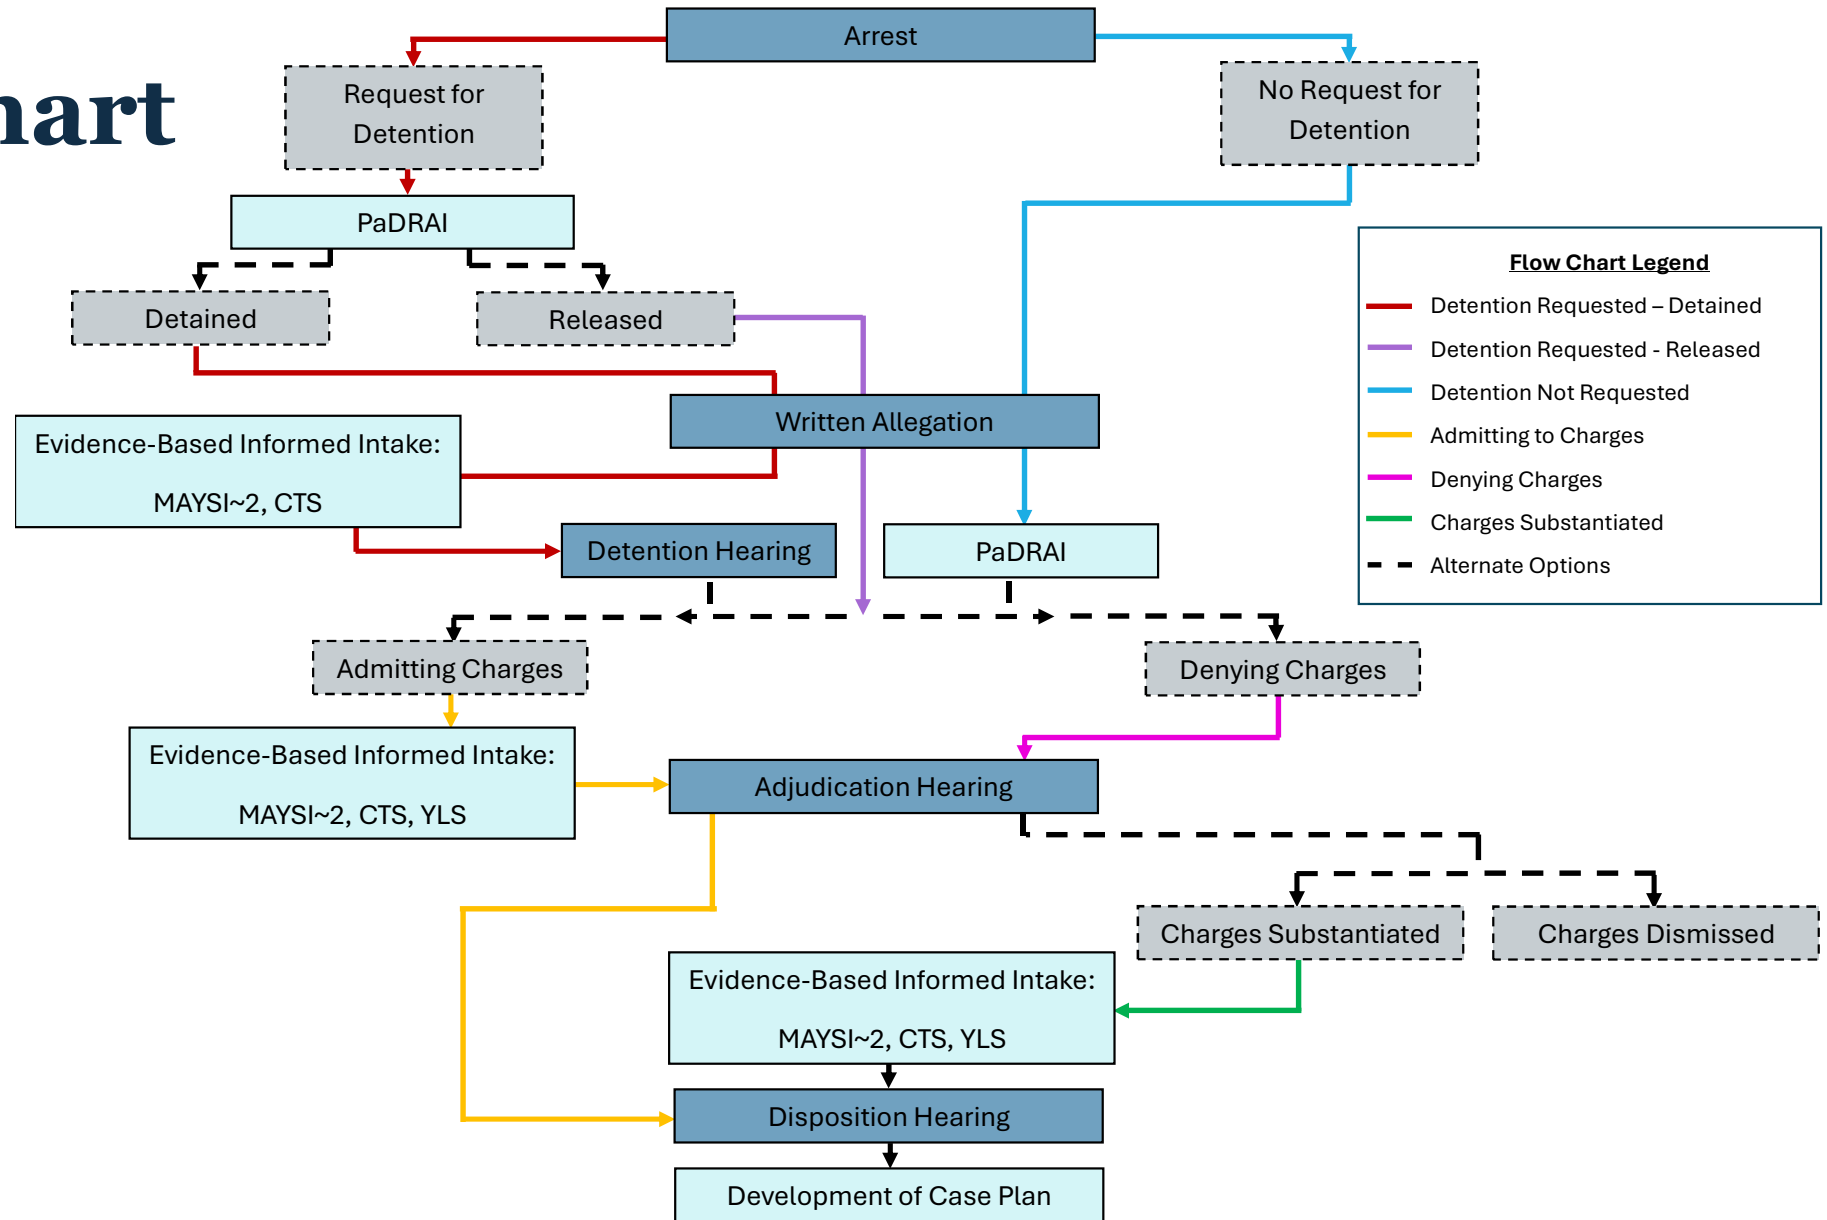 Arrest
Request for
Detention
No Request for
Detention
PaDRAI
Detained
Released
Flow Chart Legend
Detention Requested – Detained
Detention Requested - Released
Detention Not Requested
Admitting to Charges
Denying Charges
Charges Substantiated
Alternate Options
Written Allegation
Evidence-Based Informed Intake:
MAYSI~2, CTS
Detention Hearing
PaDRAI
Admitting Charges
Denying Charges
Evidence-Based Informed Intake:
MAYSI~2, CTS, YLS
Adjudication Hearing
Charges Substantiated
Charges Dismissed
Evidence-Based Informed Intake:
MAYSI~2, CTS, YLS
Disposition Hearing
Development of Case Plan